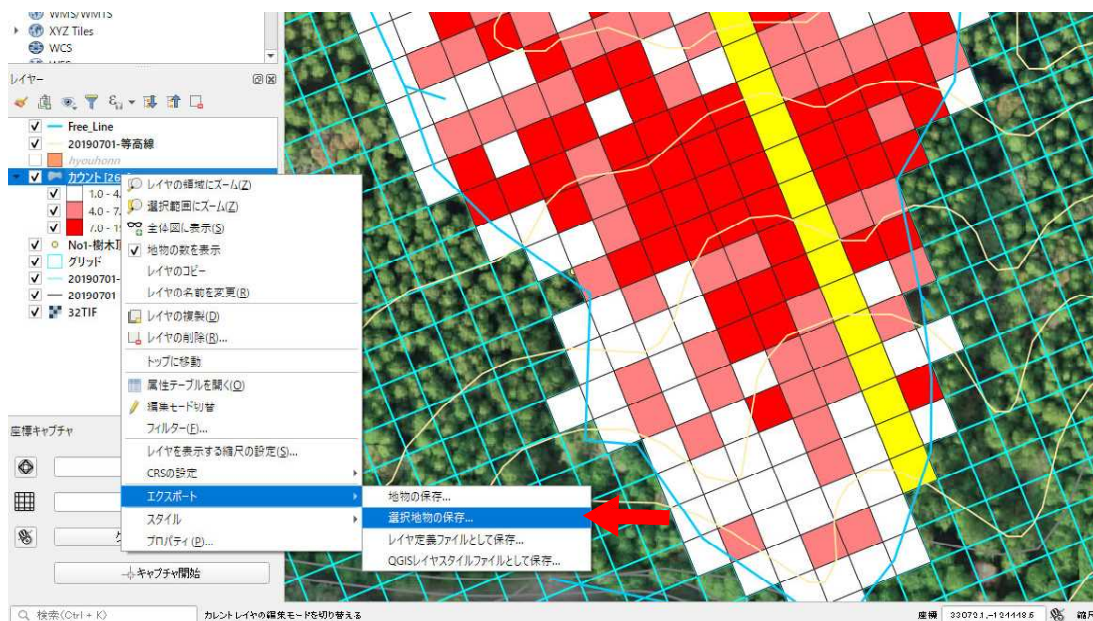 WMS/WMTS
XYZ Tiles
WCS
レイヤー
Free_Line
20190701-等高線
hyouhonn
カウント [26
1.0 - 4.
4.0 - 7.
7.0 - 1
No1-樹木
グリッド
20190701-
20190701
32TIF
レイヤの領域にズーム(Z)
選択範囲にズーム(Z)
全体図に表示(S)
地物の数を表示
レイヤのコピー
レイヤの名前を変更(R)
レイヤの複製(D)
レイヤの削除(R)...
トップに移動
属性テーブルを開く(O)
編集モード切替
フィルター(F)...
レイヤを表示する縮尺の設定(S)...
CRSの設定
エクスポート
スタイル
プロパティ(P)...
地物の保存...
選択地物の保存...
レイヤ定義ファイルとして保存...
QGISレイヤスタイルファイルとして保存...
座標キャプチャ
キャプチャ開始
検索(Ctrl + K)
カレントレイヤの編集モードを切り替える
座標 33072.1,-124448.6 縮尺